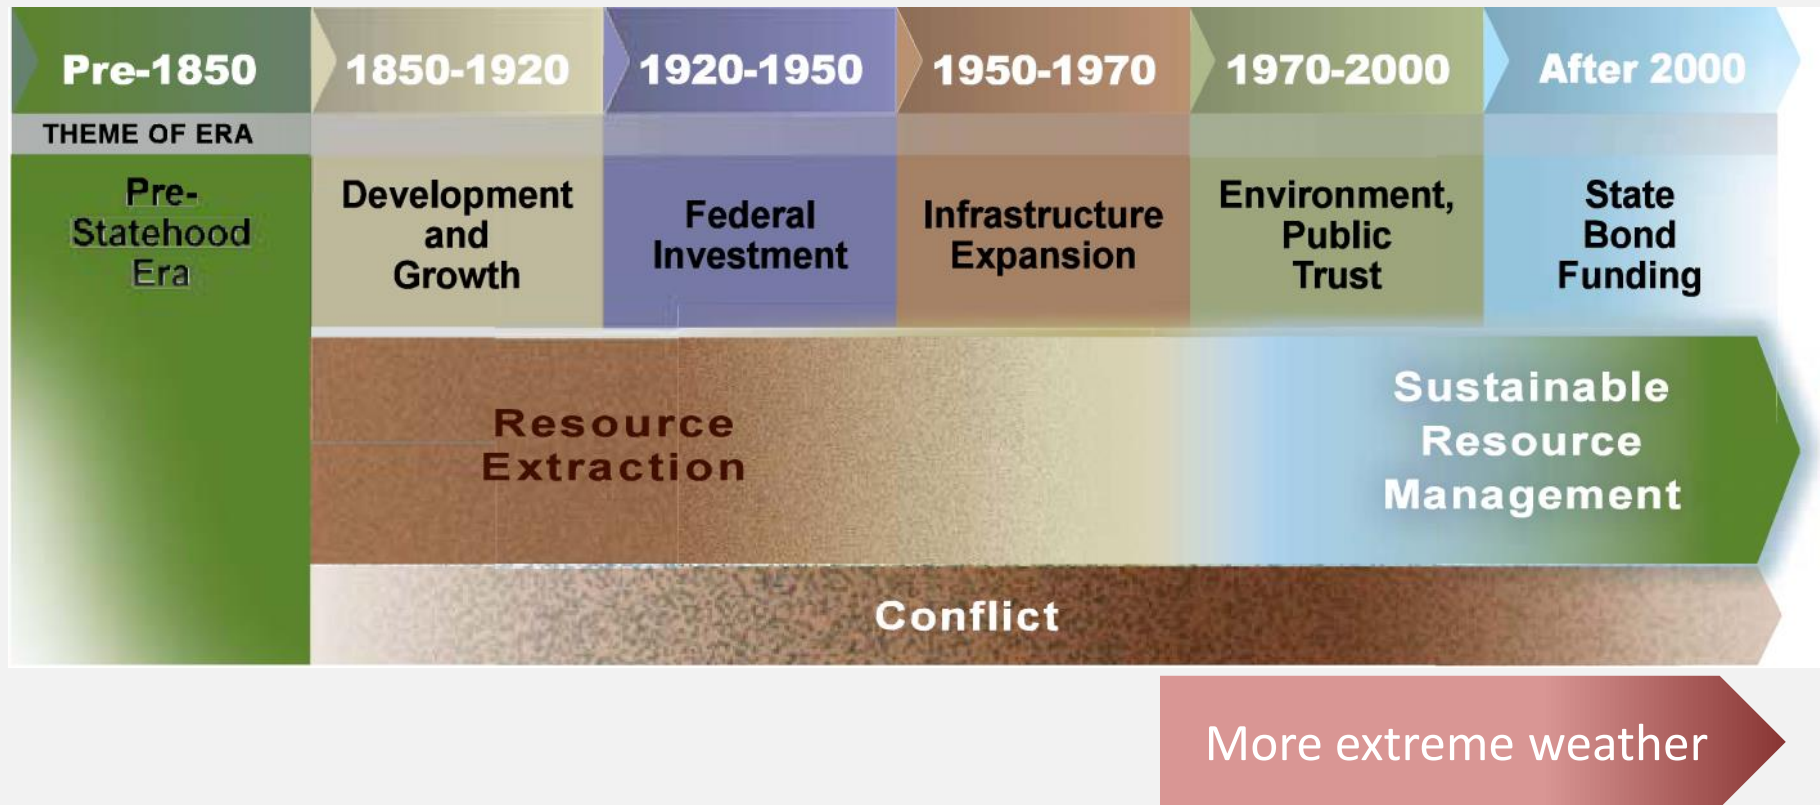 Pre-1850
1850-1920
1920-1950
1950-1970
1970-2000
After 2000
THEME OF ERA
Pre-
Statehood
Era
Development
and
Growth
Federal
Investment
Infrastructure
Expansion
Environment,
Public
Trust
State
Bond
Funding
Resource
Extraction
Sustainable
Resource
Management
Conflict
More extreme weather